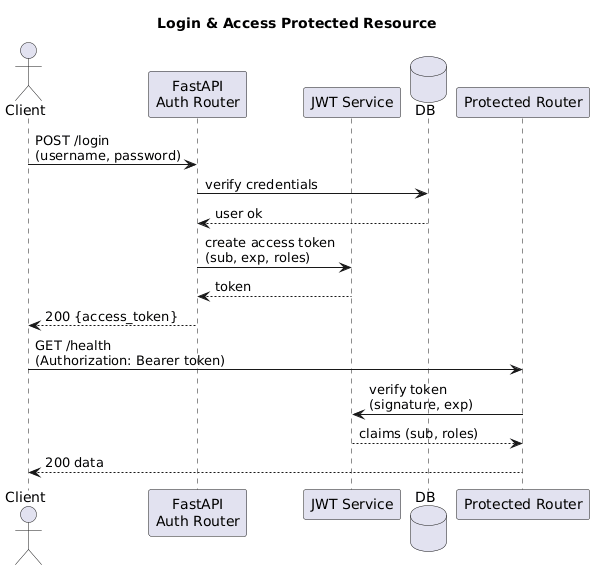 Login & Access Protected Resource
Client
FastAPI
Auth Router
JWT Service
DB
Protected Router
POST /login
(username, password)
verify credentials
user ok
create access token
(sub, exp, roles)
token
200 {access_token}
GET /health
(Authorization: Bearer token)
verify token
(signature, exp)
claims (sub, roles)
200 data
Client
FastAPI
Auth Router
JWT Service
DB
Protected Router